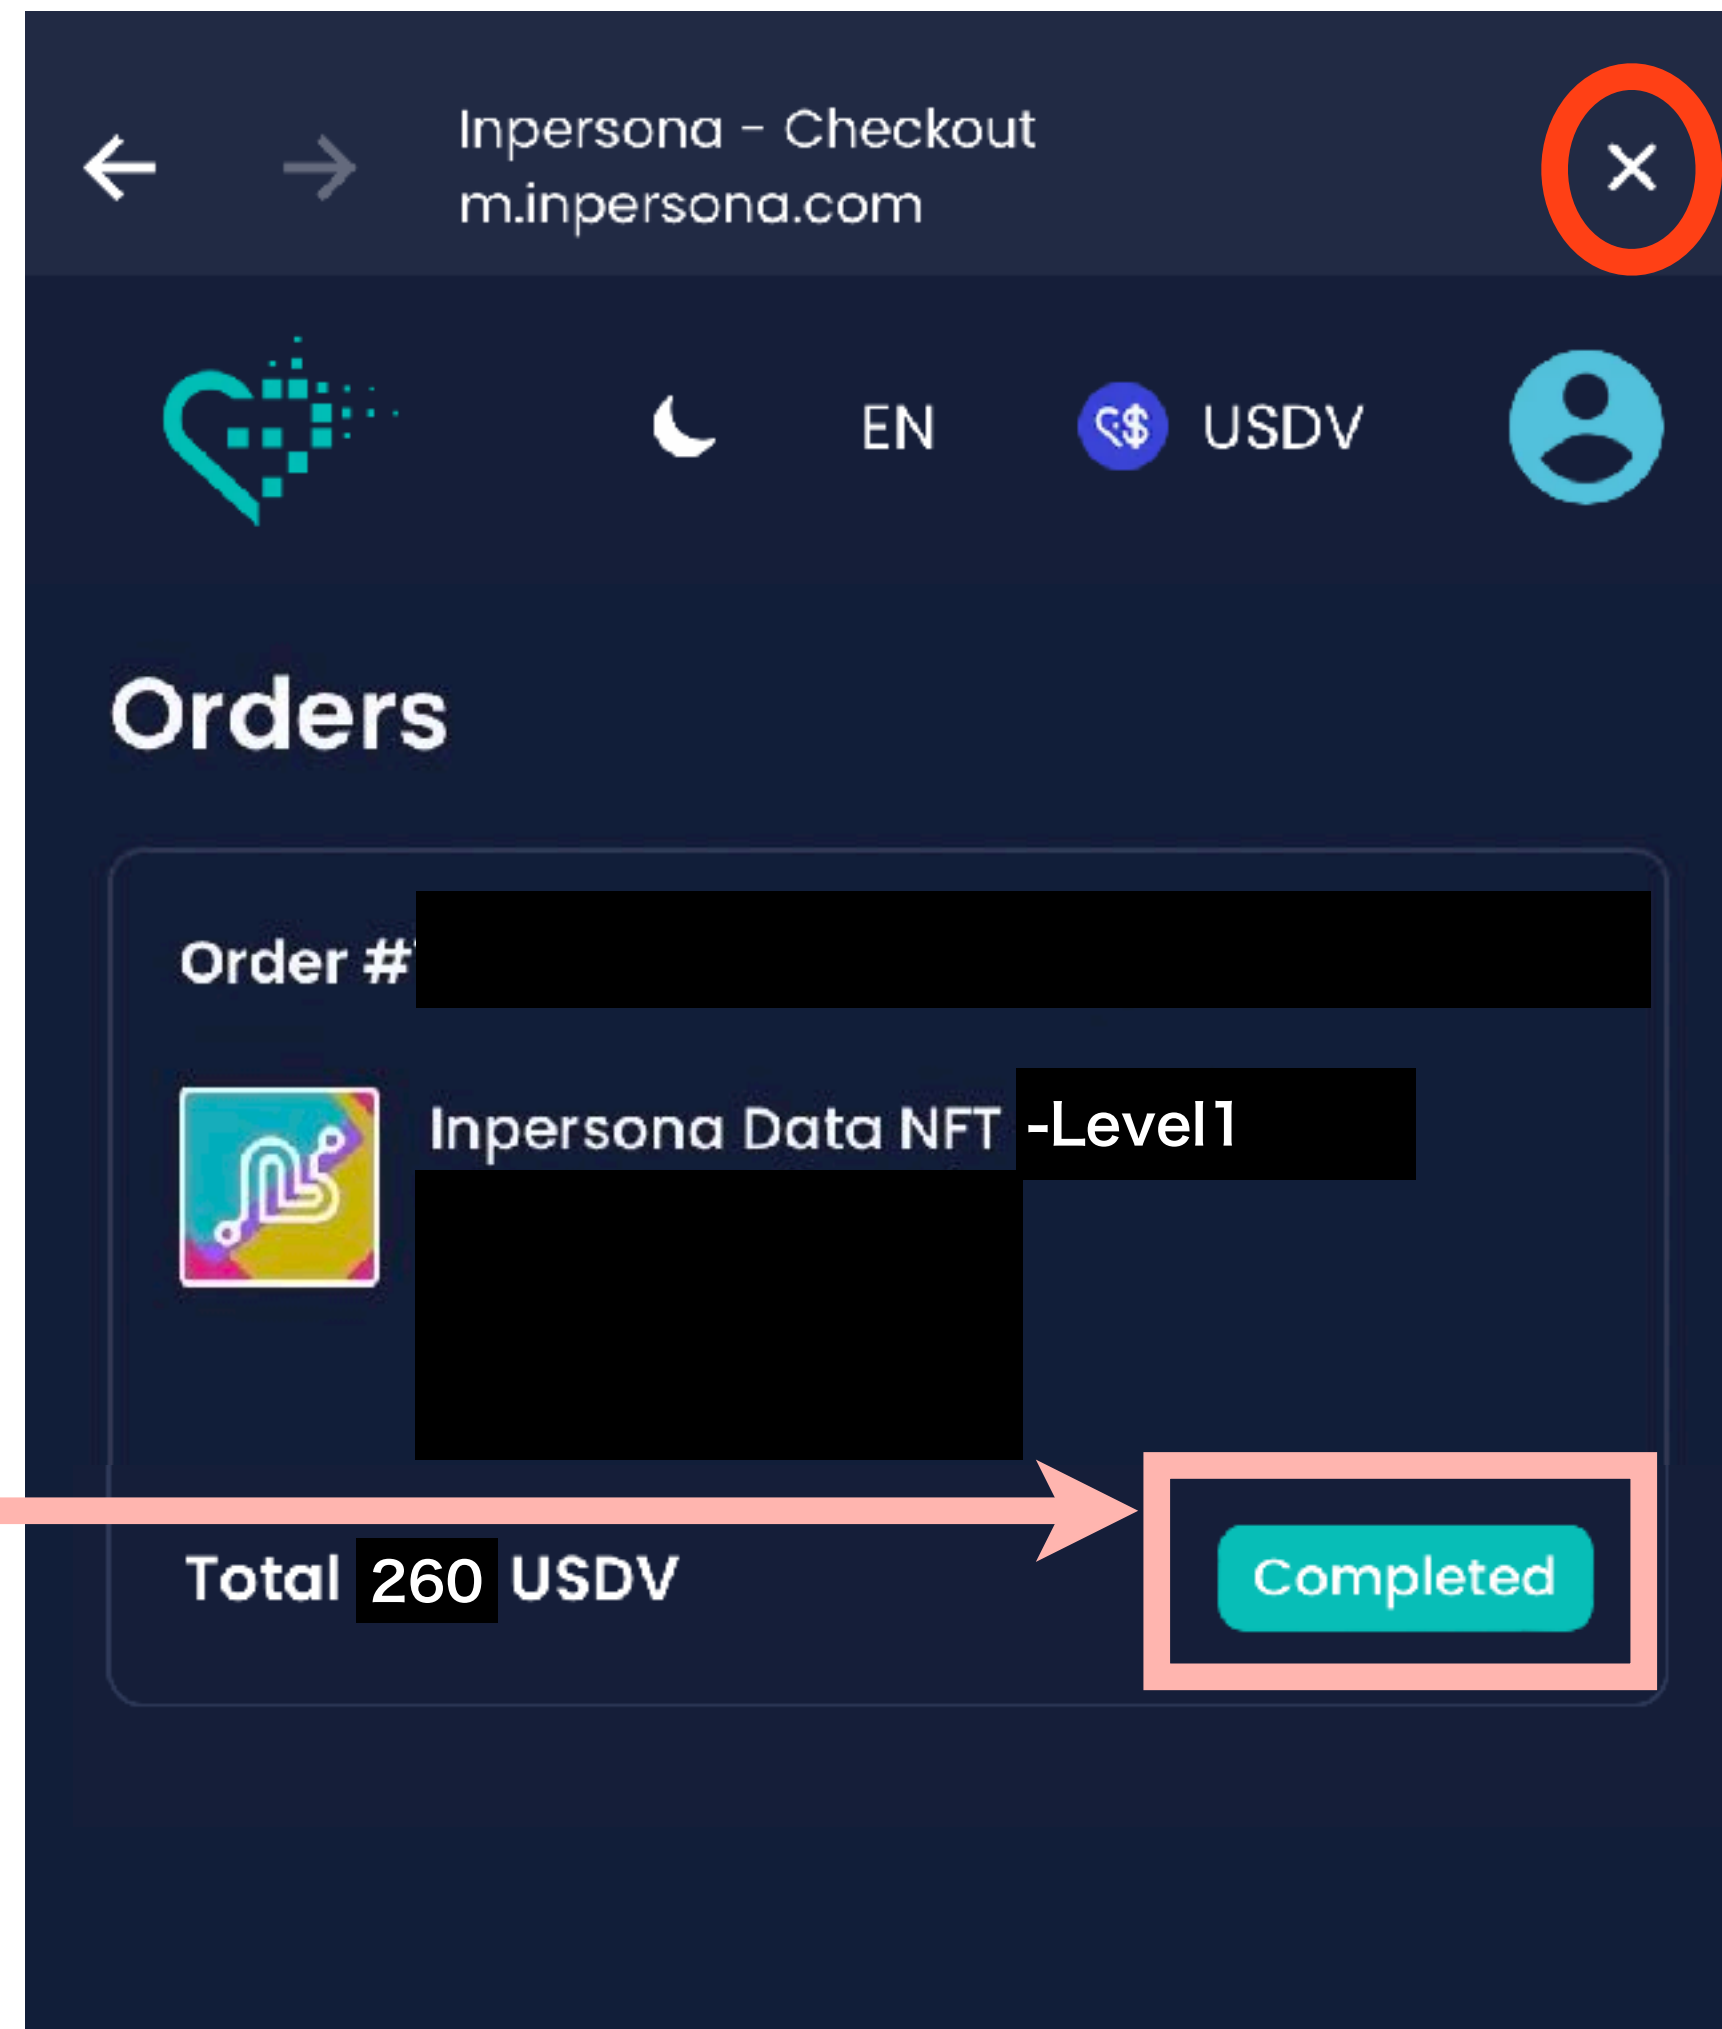 Inpersona - Checkout
m.inpersona.com
EN
USDV
Orders
Order #
Inpersona Data NFT -Level1
Total 260 USDV
Completed